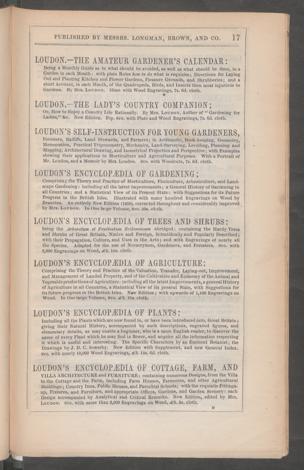 PUBLISHED BY MESSRS. LONGMAN, BROWN, AND CO. 17
LOUDON.—THE AMATEUR GARDENER'S CALENDAR:
Being a Monthly Guide as to what should be avoided, as well as what should be done, in a
Garden in each Month: with plain Rules how to do what is requisite; Directions for Laying
Out and Planting Kitchen and Flower Gardens, Pleasure Grounds, and Shrubberies; and a
short Account, in each Month, of the Quadrupeds, Birds, and Insects then most injurious to
Gardens. By Mrs. LOUDON. 16mo with Wood Engravings, 7s. 6d. cloth.
LOUDON.—THE LADY'S COUNTRY COMPANION;
Or, How to Enjoy a Country Life Rationally. By Mrs. LOUDON, Author of "Gardening for
Ladies," &c. New Edition. Fcp. 8vo. with Plate and Wood Engravings, 7s. 6d. cloth.
LOUDON'S SELF-INSTRUCTION FOR YOUNG GARDENERS,
Foresters, Bailiffs, Land Stewards, and Farmers; in Arithmetic, Book-keeping, Geometry,
Mensuration, Practical Trigonometry, Mechanics, Land-Surveying, Levelling, Planning and
Mapping, Architectural Drawing, and Isometrical Projection and Perspective; with Examples
shewing their applications to Horticulture and Agricultural Purposes. With a Portrait of
Mr. Loudon, and a Memoir by Mrs. Loudon. 8vo. with Woodcuts, 7s. 6d. cloth.
LOUDON'S ENCYCLOPÆDIA OF GARDENING;
Comprising the Theory and Practice of Horticulture, Floriculture, Arboriculture, and Land-
scape Gardening: including all the latest improvements; a General History of Gardening in
all Countries; and a Statistical View of its Present State: with Suggestions for its Future
Progress in the British Isles. Illustrated with many hundred Engravings on Wood by
Branston. An entirely New Edition
LOUDON'S ENCYCLOPÆDIA OF TREES AND SHRUBS:
being the Arboretum et Fruticetum Britannicum abridged: containing the Hardy Trees
and Shrubs of Great Britain, Native and Foreign, Scientifically and Popularly Described;
with their Propagation, Culture, and Uses in the Arts; and with Engravings of nearly all
the Species. Adapted for the use of Nurserymen, Gardeners, and Foresters. 8vo. with
Engravings on Wood, cloth.
LOUDON'S ENCYCLOPÆDIA OF AGRICULTURE;
Comprising the Theory and Practice of the Valuation, Transfer, Laying-out, Improvement,
and Management of Landed Property, and of the Cultivation and Economy of the Animal and
Vegetable productions of Agriculture: including all the latest Improvements, a general History
of Agriculture in all Countries, a Statistical View of its present State, with Suggestions for
its future progress in the British Isles. New Edition; with upwards of 1,100 Engravings on
Wood. In One large Volume, 8vo. cloth.
LOUDON'S ENCYCLOPÆDIA OF PLANTS:
Including all the Plants which are now found in, or have been introduced into, Great Britain;
giving their Natural History, accompanied by such descriptions, engraved figures, and
elementary details, as may enable a beginner, who is a mere English reader, to discover the
name of every Plant which he may find in flower, and acquire all the information respecting
it which is useful and interesting. The Specific Characters by an Eminent Botanist; the
Drawings by J. D. C. Sowerby. New Edition with Supplement, and new General Index.
8vo. with nearly 10,000 Wood Engravings, cloth.
LOUDON'S ENCYCLOPÆDIA OF COTTAGE, FARM, AND
VILLA ARCHITECTURE and FURNITURE; containing numerous Designs, from the Villa
to the Cottage and the Farm, including Farm Houses, Farmeries, and other Agricultural
Buildings; Country Inns, Public Houses, and Parochial Schools; with the requisite Fittings-
up, Fixtures, and Furniture, and appropriate Offices, Gardens, and Garden Scenery: each
Design accompanied by Analytical and Critical Remarks. New Edition, edited by Mrs.
LOUDON. 8vo. with more than 2,000 Engravings on Wood, cloth.